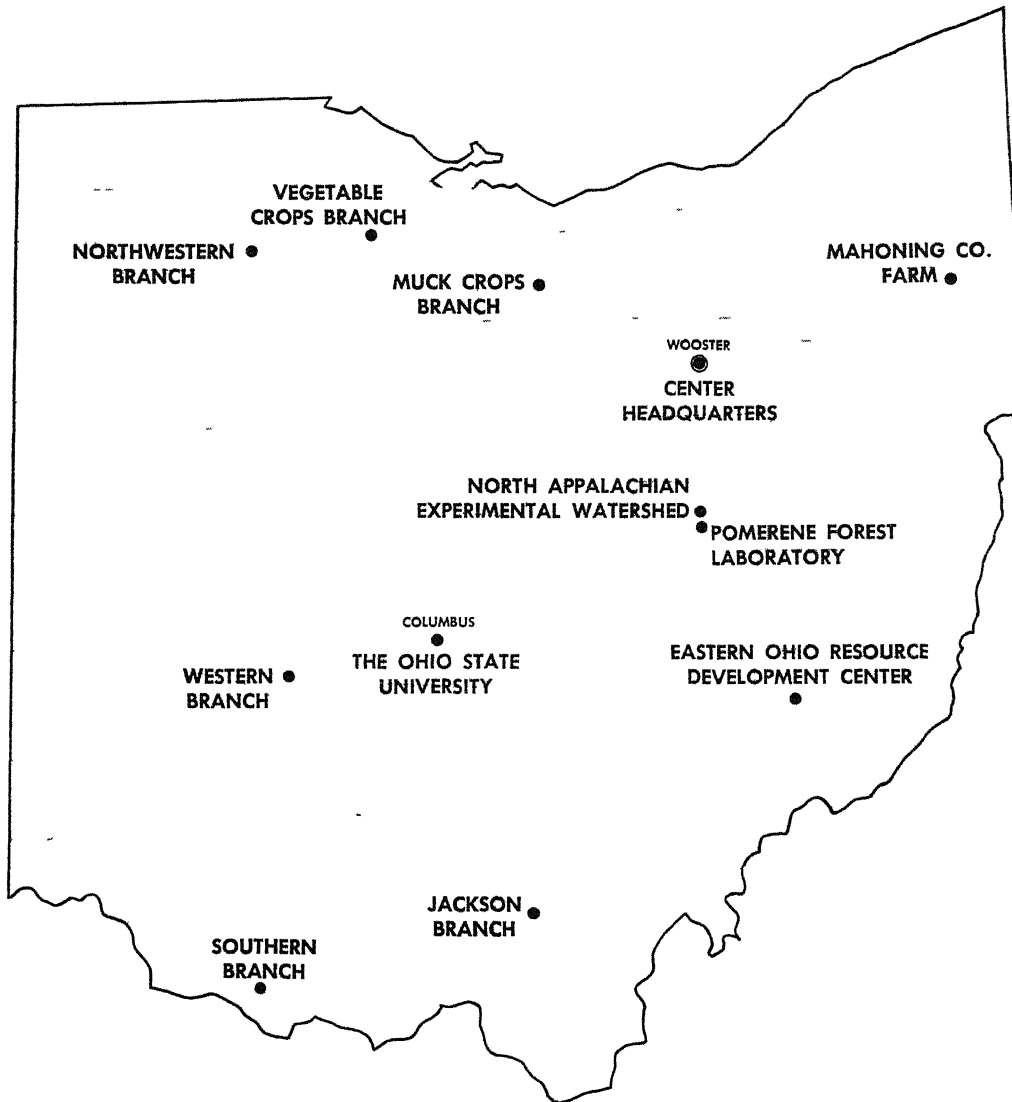 VEGETABLE
CROPS BRANCH
NORTHWESTERN
BRANCH
MUCK CROPS
BRANCH
MAHONING CO.
FARM
WOOSTER
CENTER
HEADQUARTERS
NORTH APPALACHIAN
EXPERIMENTAL WATERSHED
POMERENE FOREST
LABORATORY
COLUMBUS
THE OHIO STATE
UNIVERSITY
WESTERN
BRANCH
EASTERN OHIO RESOURCE
DEVELOPMENT CENTER
JACKSON
BRANCH
SOUTHERN
BRANCH